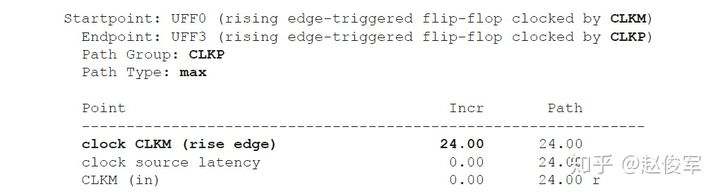 Startpoint: UFF0 (rising edge-triggered flip-flop clocked by CLKM)
Endpoint: UFF3 (rising edge-triggered flip-flop clocked by CLKP)
Path Group: CLKP
Path Type: max
Point Incr Path
---------------------------------------------------------------
clock CLKM (rise edge) 24.00 24.00
clock source latency 0.00 24.00
CLKM (in) 0.00 24.00 r
知乎 @赵俊军